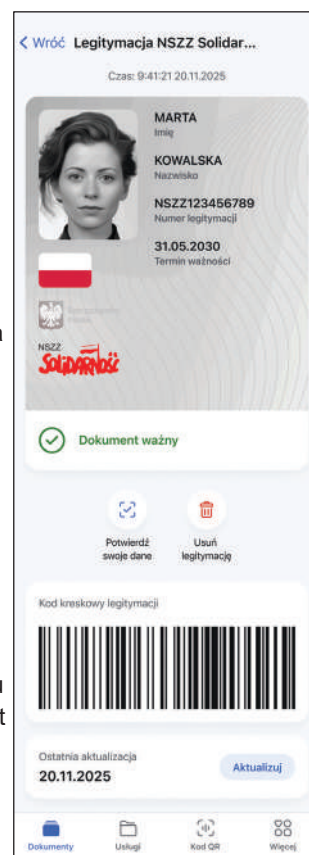 Wróć Legitymacja NSZZ Solidar...
Czas: 9:41:21 20.11.2025
MARTA
Imię
KOWALSKA
Nazwisko
NSZZ123456789
Numer legitymacji
31.05.2030
Termin ważności
Rzeczpospolita
Polska
NSZZ
SOLIDARNOŚĆ
a
Dokument ważny
Potwierdź
swoje dane
Usuń
legitymację
Kod kreskowy legitymacji
u
t
Ostatnia aktualizacja
20.11.2025
Aktualizuj
Dokumenty
Usługi
Kod QR
Więcej